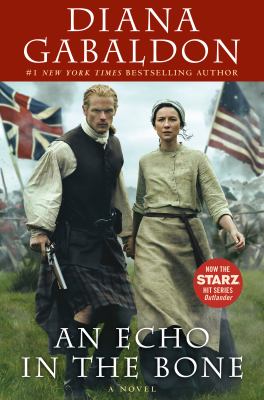 DIANA
GABALDON
#1 NEW YORK TIMES BESTSELLING AUTHOR
NOW THE
STARZ
HIT SERIES
Outlander
AN ECHO
IN THE BONE
A NOVEL